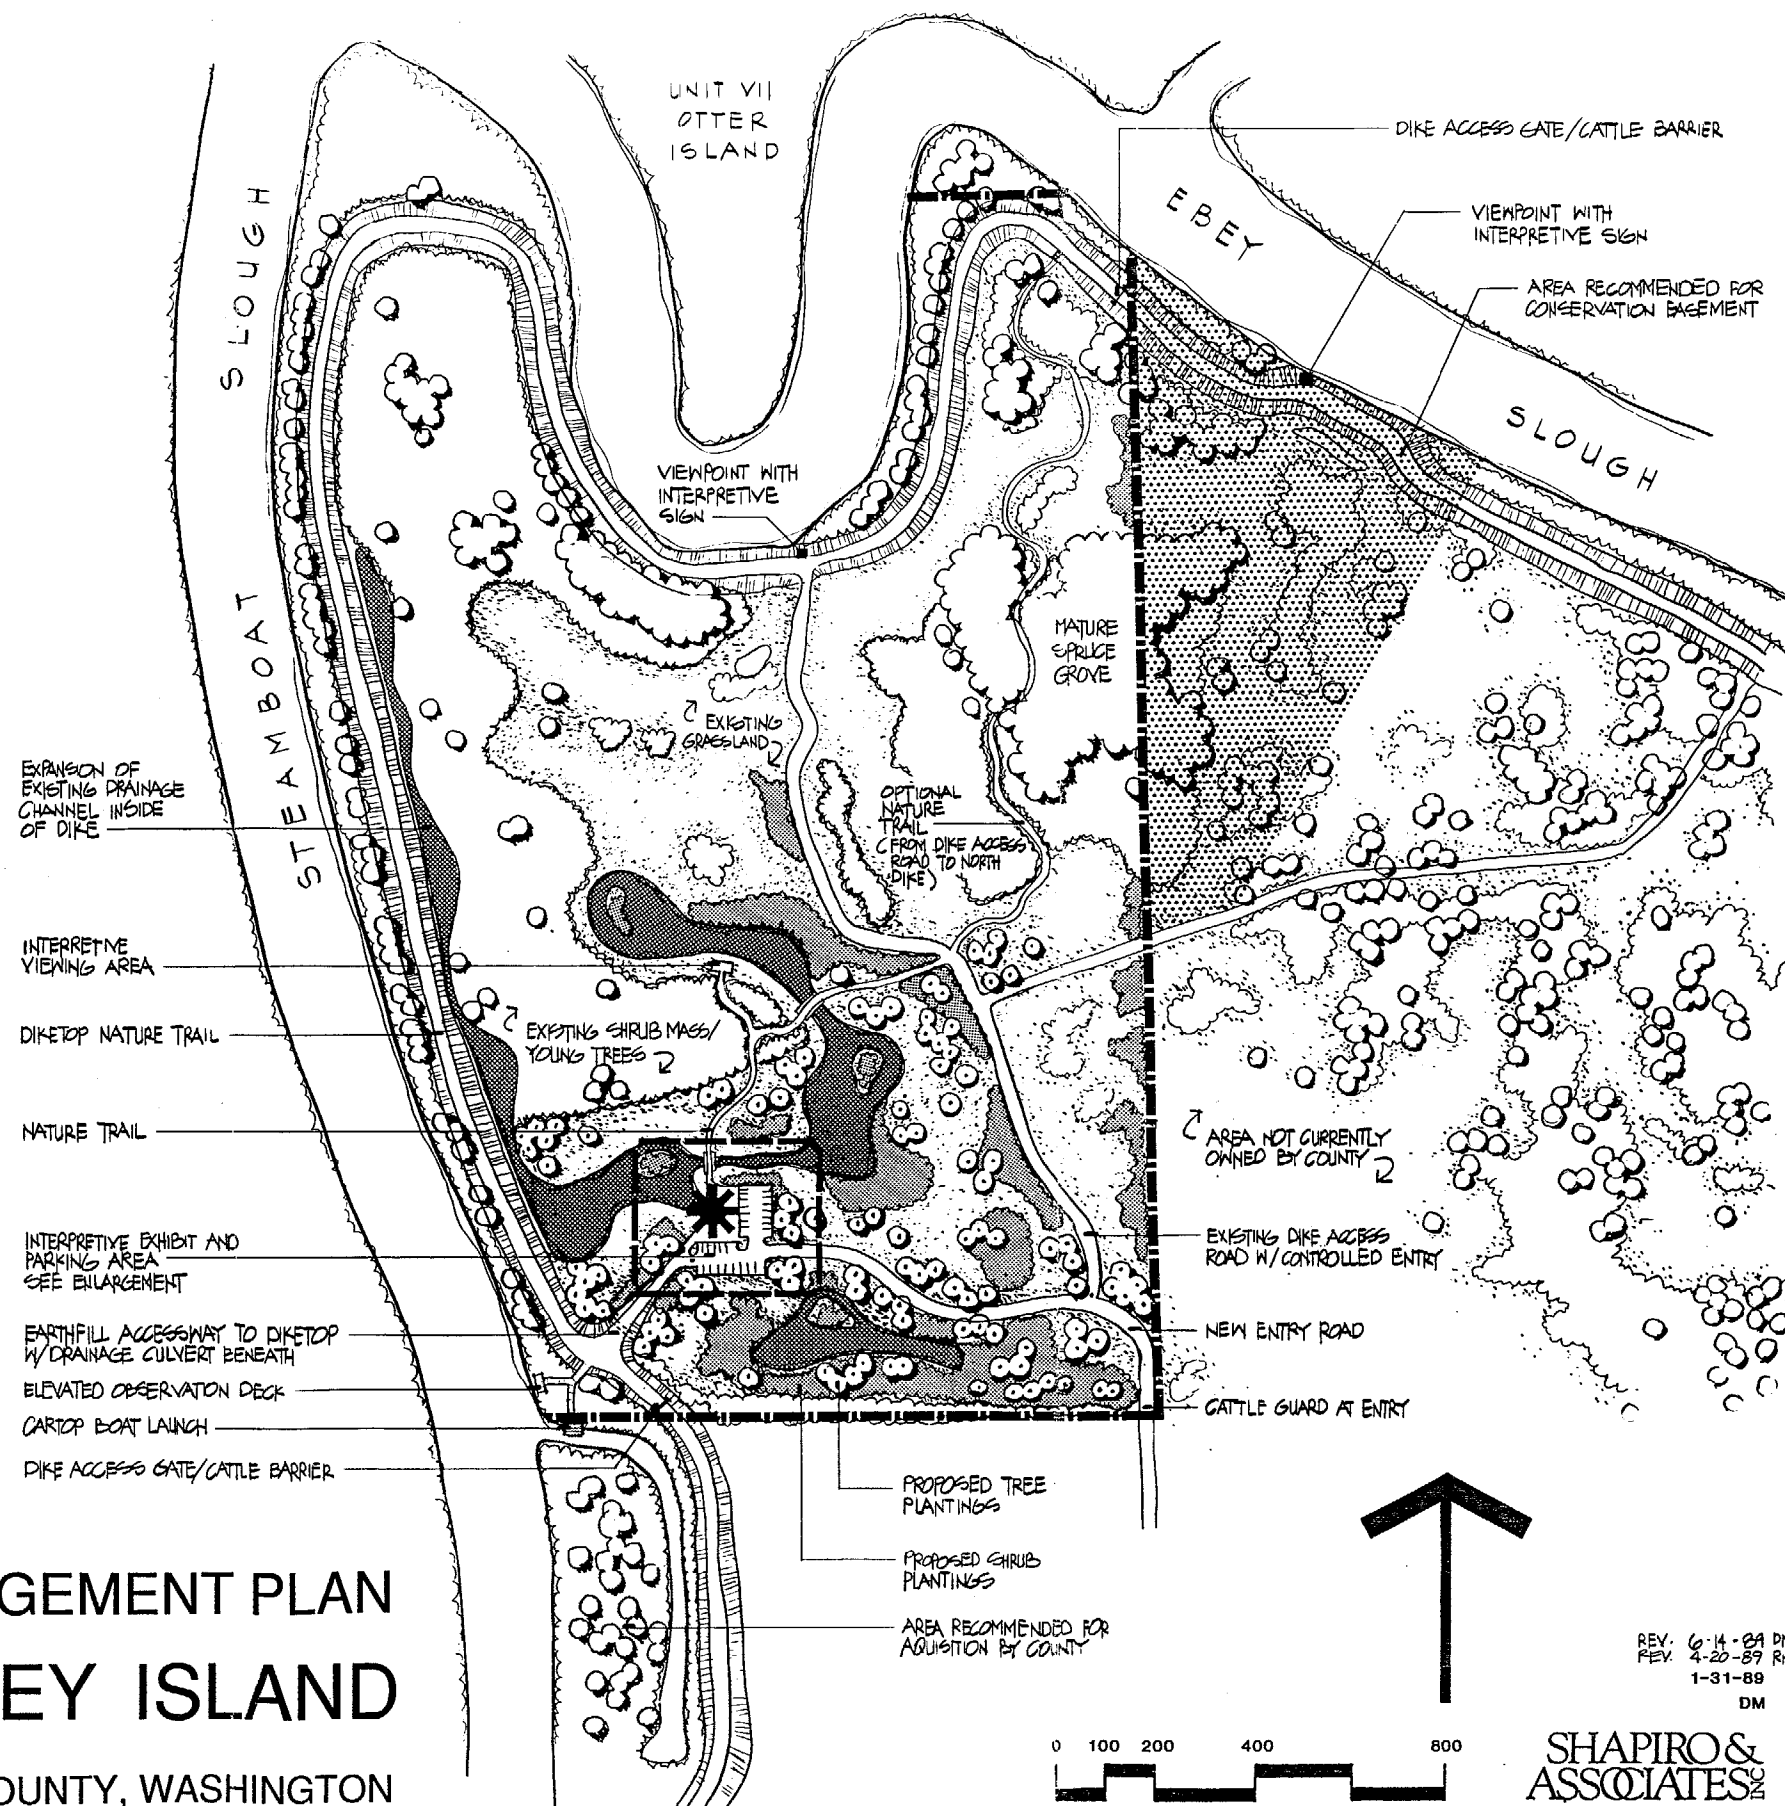 UNIT VII
OTTER
ISLAND
DIKE ACCESS GATE/CATTLE BARRIER
EBEY
SLOUGH
VIEWPOINT WITH
INTERPRETIVE SIGN
AREA RECOMMENDED FOR
CONSERVATION EASEMENT
STEAMBOAT
SLOUGH
VIEWPOINT WITH
INTERPRETIVE
SIGN
MATURE
SPRUCE
GROVE
EXISTING
GRASSLAND
OPTIONAL
NATURE
TRAIL
(FROM DIKE ACCESS
ROAD TO NORTH
DIKE)
EXPANSION OF
EXISTING DRAINAGE
CHANNEL INSIDE
OF DIKE
INTERRETIVE
VIEWING AREA
DIKETOP NATURE TRAIL
EXISTING SHRUB MASS/
YOUNG TREES
NATURE TRAIL
AREA NOT CURRENTLY
OWNED BY COUNTY
INTERPRETIVE EXHIBIT AND
PARKING AREA
SEE ENLARGEMENT
EXISTING DIKE ACCESS
ROAD W/CONTROLLED ENTRY
EARTHFILL ACCESSWAY TO DIKETOP
W/DRAINAGE CULVERT BENEATH
NEW ENTRY ROAD
ELEVATED OBSERVATION DECK
CARTOP BOAT LAUNCH
CATTLE GUARD AT ENTRY
DIKE ACCESS GATE/CATTLE BARRIER
PROPOSED TREE
PLANTINGS
PROPOSED SHRUB
PLANTINGS
AREA RECOMMENDED FOR
AQUISITION BY COUNTY
GEMENT PLAN
EY ISLAND
OUNTY, WASHINGTON
REV. 6-14-89 DM
REV. 4-20-89
1-31-89
DM
0 100 200 400 800
SHAPIRO &
ASSOCIATES INC